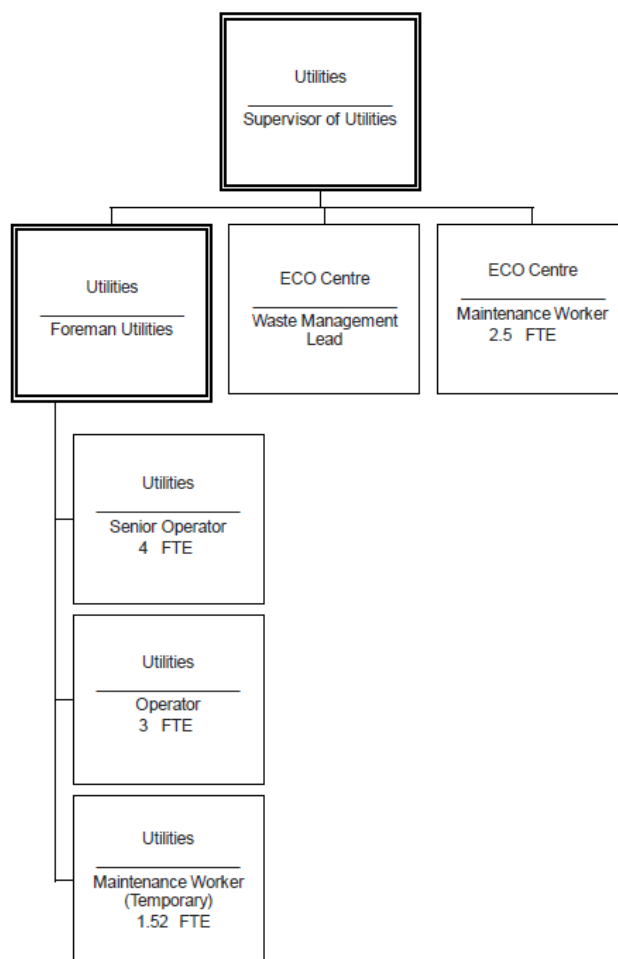 Utilities
Supervisor of Utilities
Utilities
Foreman Utilities
ECO Centre
Waste Management
Lead
ECO Centre
Maintenance Worker
2.5 FTE
Utilities
Senior Operator
4 FTE
Utilities
Operator
3 FTE
Utilities
Maintenance Worker
(Temporary)
1.52 FTE